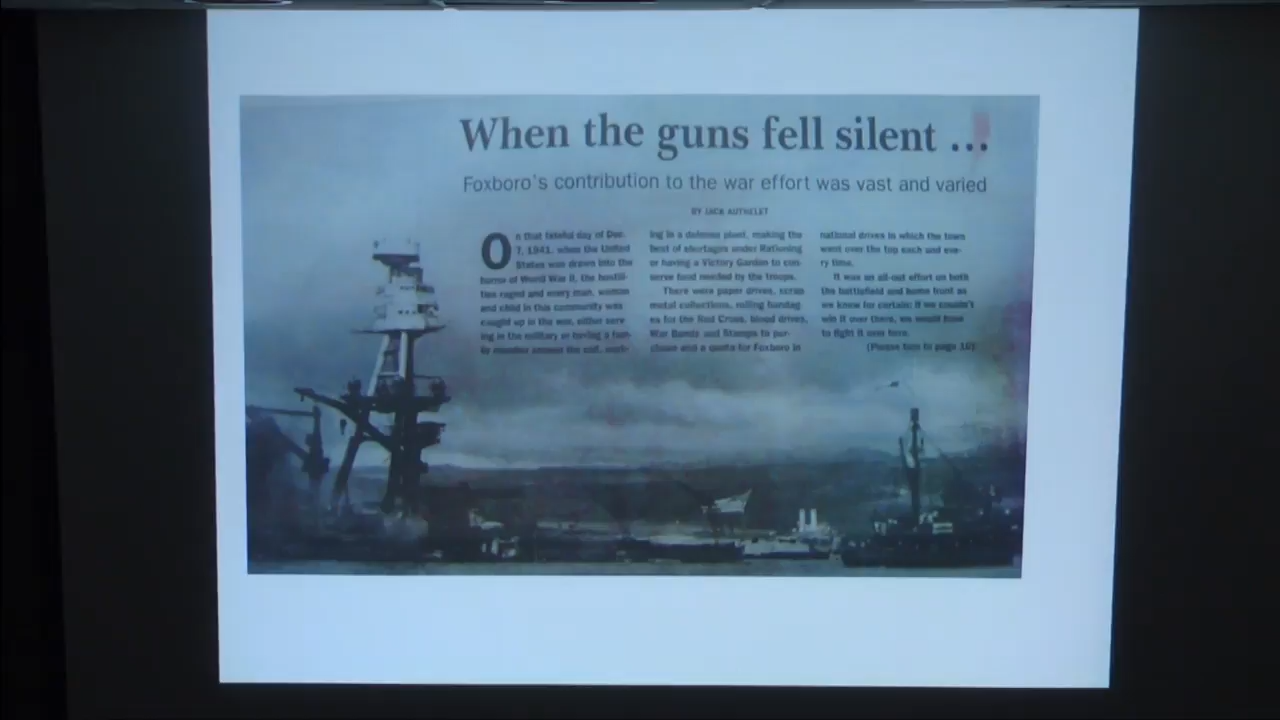 When the guns fell silent ...
Foxboro's contribution to the war effort was vast and varied
BY JACK AUTHELET
On that fateful day of Dec.
7, 1941, when the United
States was drawn into the
horror of World War II, the hostili-
ties raged and every man, woman
and child in this community was
caught up in the war, either serv-
ing in the military or having a fam-
ily member answer the call, work-
ing in a defense plant, making the
best of shortages under Rationing
or having a Victory Garden to con-
serve food needed by the troops.
There were paper drives, scrap
metal collections, rolling bandag-
es for the Red Cross, blood drives,
War Bonds and Stamps to pur-
chase and a quota for Foxboro in
national drives in which the town
went over the top each and eve-
ry time.
It was an all-out effort on both
the battlefield and home front as
we knew for certain: if we couldn't
win it over there, we would have
to fight it over here.
(Please turn to page 10)